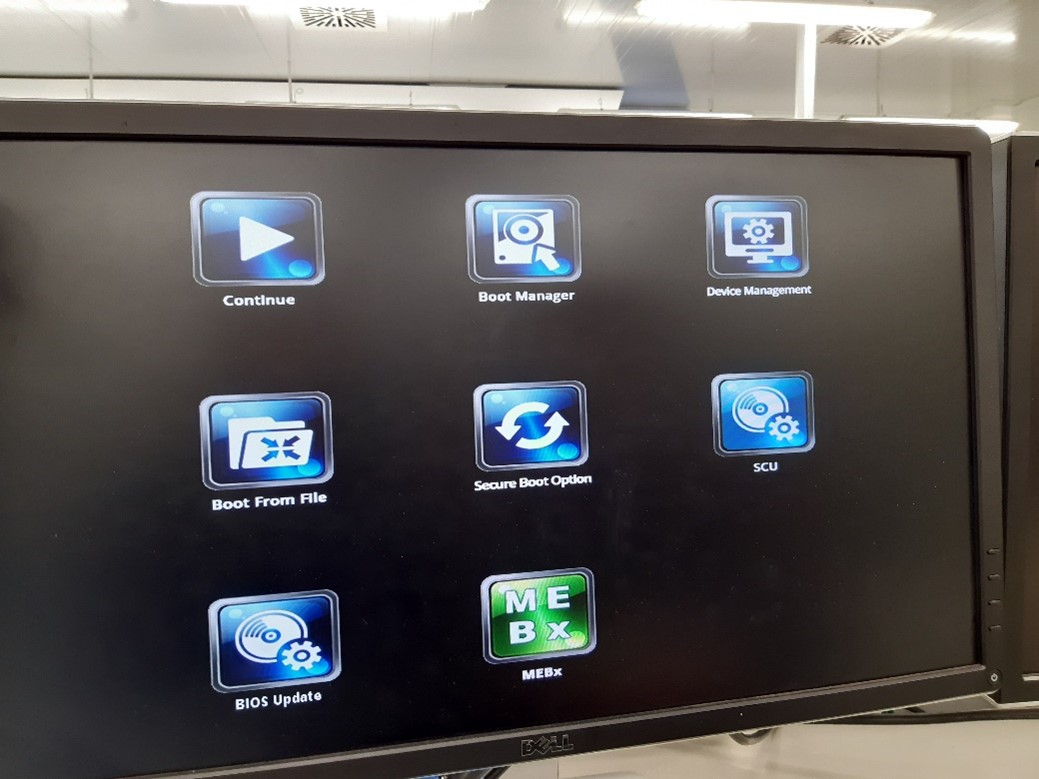 Continue
Boot Manager
Device Management
Boot From File
Secure Boot Option
SCU
BIOS Update
M E
B x
MEBx
DELL